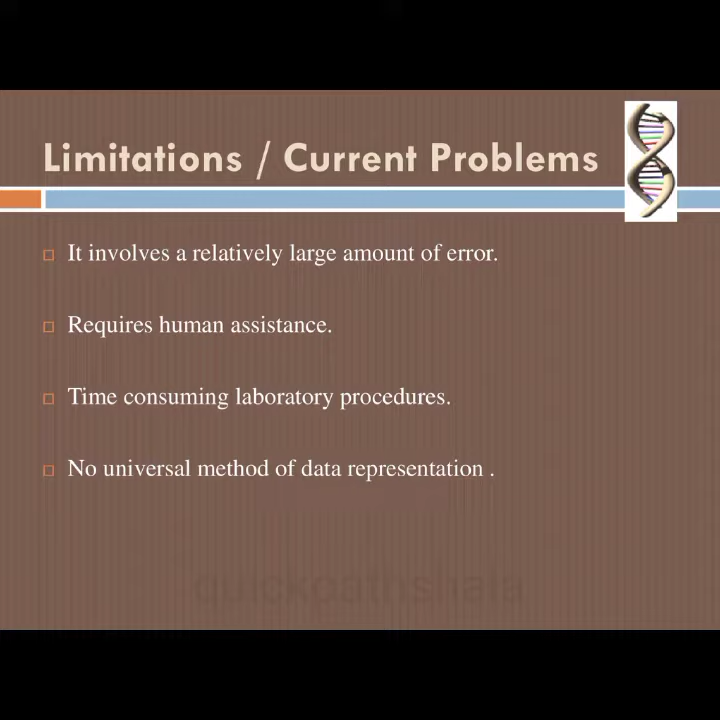 Limitations / Current Problems
It involves a relatively large amount of error.
Requires human assistance.
Time consuming laboratory procedures.
No universal method of data representation .
quickpathshala